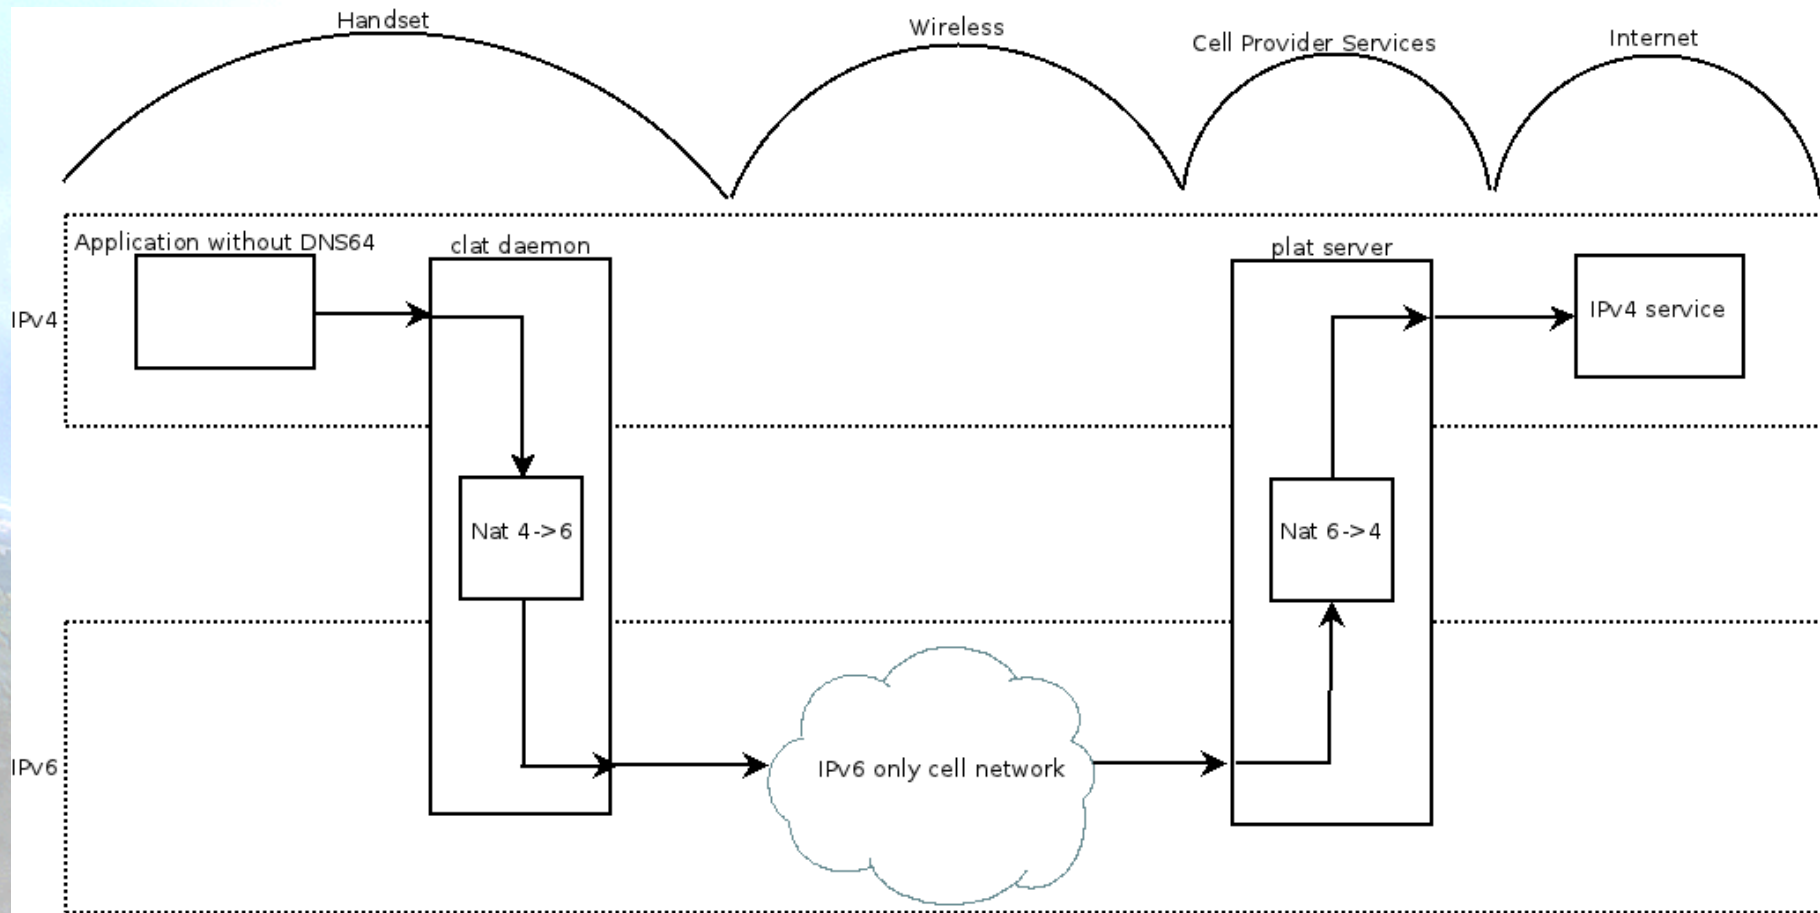 Handset
Wireless
Cell Provider Services
Internet
Application without DNS64
clat daemon
plat server
IPv4
IPv4 service
Nat 4->6
Nat 6->4
IPv6
IPv6 only cell network